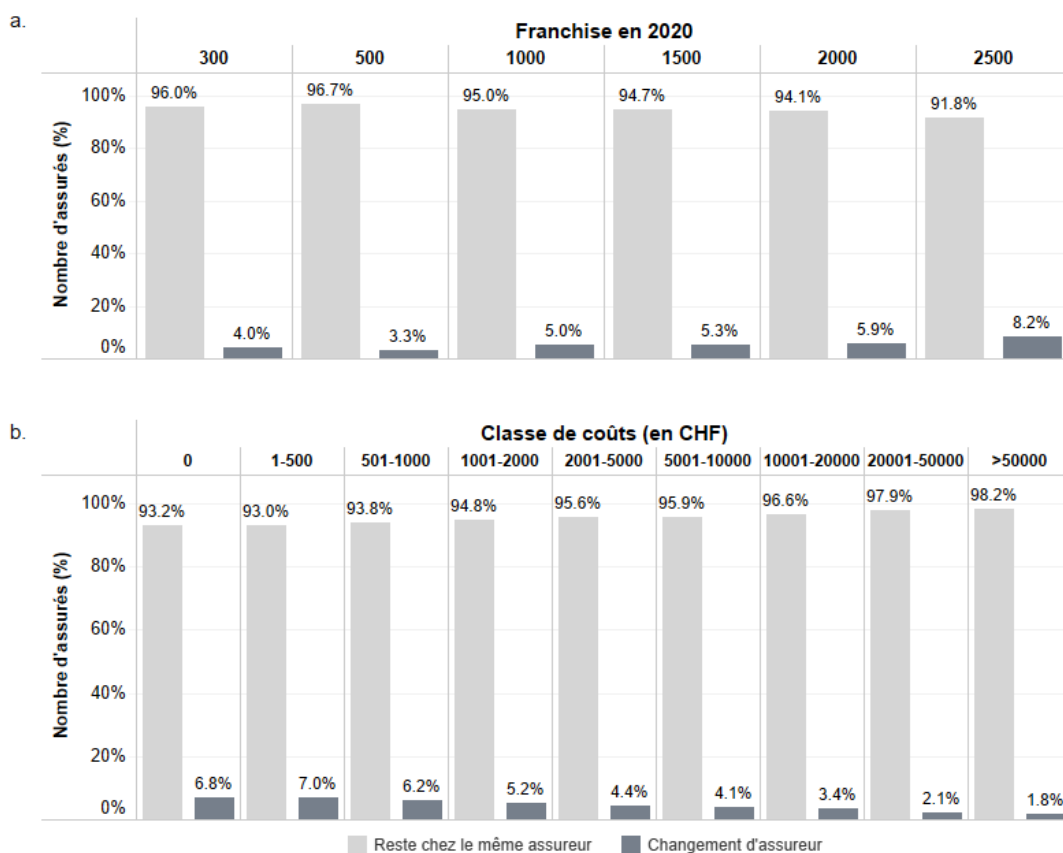 a.
Franchise en 2020
300 500 1000 1500 2000 2500
Nombre d'assurés (%)
100%
80%
60%
40%
20%
0%
96.0% 96.7% 95.0% 94.7% 94.1% 91.8%
4.0% 3.3% 5.0% 5.3% 5.9% 8.2%
b.
Classe de coûts (en CHF)
0 1-500 501-1000 1001-2000 2001-5000 5001-10000 10001-20000 20001-50000 >50000
Nombre d'assurés (%)
100%
80%
60%
40%
20%
0%
93.2% 93.0% 93.8% 94.8% 95.6% 95.9% 96.6% 97.9% 98.2%
6.8% 7.0% 6.2% 5.2% 4.4% 4.1% 3.4% 2.1% 1.8%
Reste chez le même assureur Changement d'assureur